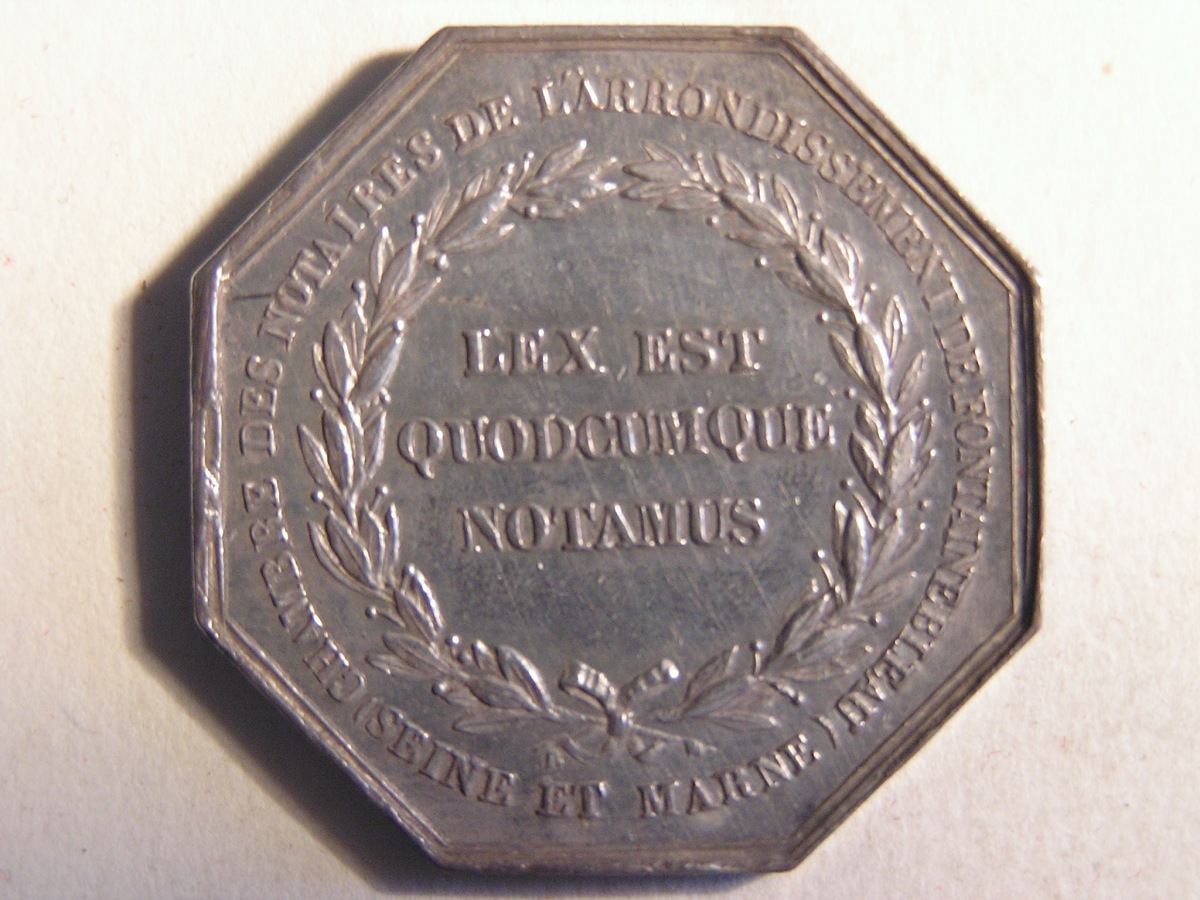 CHAMBRE DES NOTAIRES DE L'ARRONDISSEMENT DE FONTAINEBLEAU
(SEINE ET MARNE)
LEX EST
QUODCUMQUE
NOTAMUS